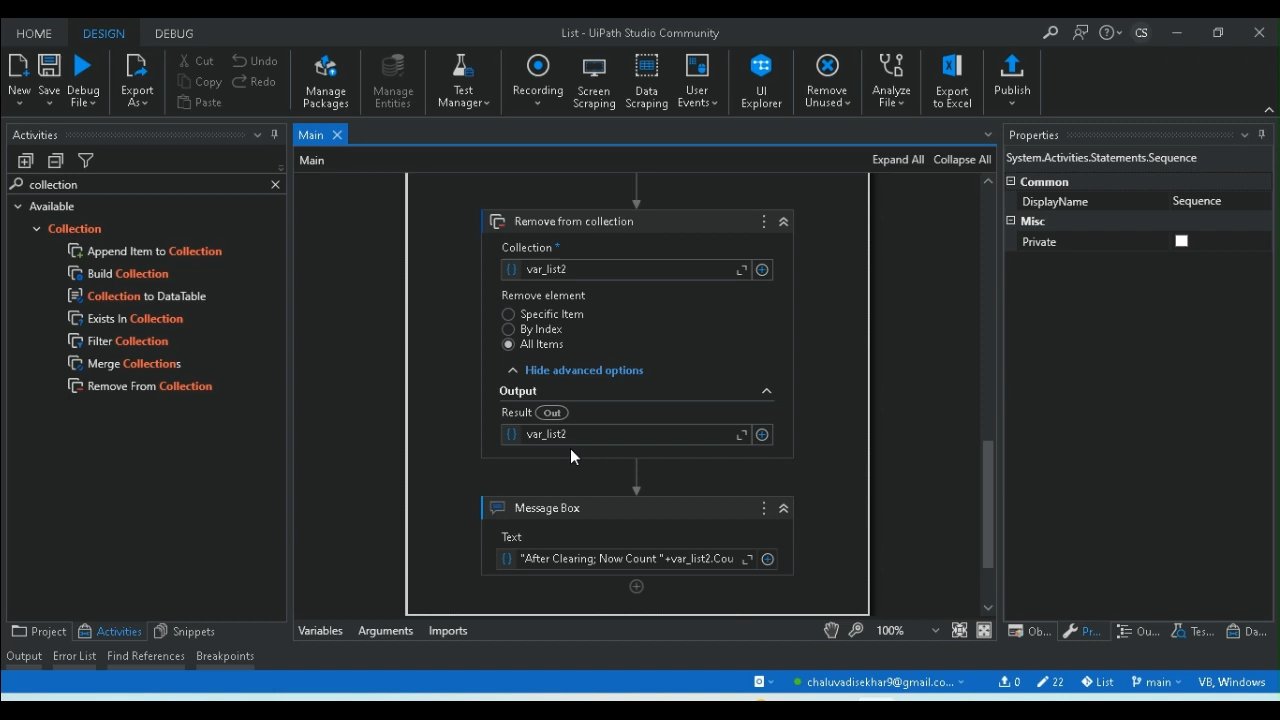 HOME DESIGN DEBUG List - UiPath Studio Community CS
New Save Debug File Export As Cut Copy Paste Undo Redo Manage Packages Manage Entities Test Manager Recording Screen Scraping Data Scraping User Events UI Explorer Remove Unused Analyze File Export to Excel Publish
Activities
collection
Available
Collection
Append Item to Collection
Build Collection
Collection to DataTable
Exists In Collection
Filter Collection
Merge Collections
Remove From Collection
Main
Main Expand All Collapse All
Remove from collection
Collection *
var_list2
Remove element
Specific Item
By Index
All Items
Hide advanced options
Output
Result Out
var_list2
Message Box
Text
"After Clearing; Now Count "+var_list2.Cou
Properties
System.Activities.Statements.Sequence
Common
DisplayName Sequence
Misc
Private
Project Activities Snippets
Variables Arguments Imports 100%
Ob... Pr... Ou... Tes... Da...
Output Error List Find References Breakpoints
chaluvadisekhar9@gmail.co... 0 22 List main VB, Windows